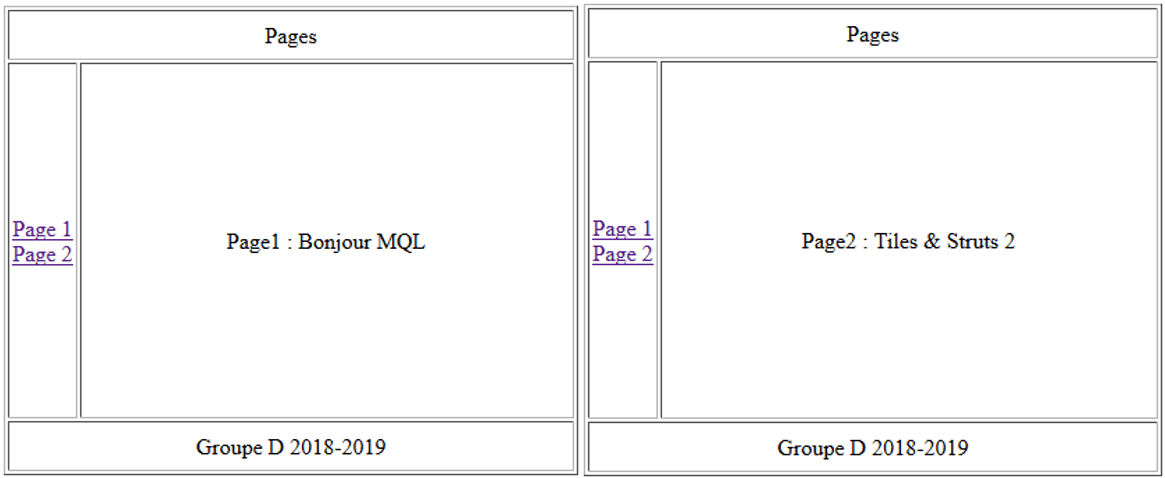 Pages
Page 1
Page 2
Page1 : Bonjour MQL
Groupe D 2018-2019
Pages
Page 1
Page 2
Page2 : Tiles & Struts 2
Groupe D 2018-2019